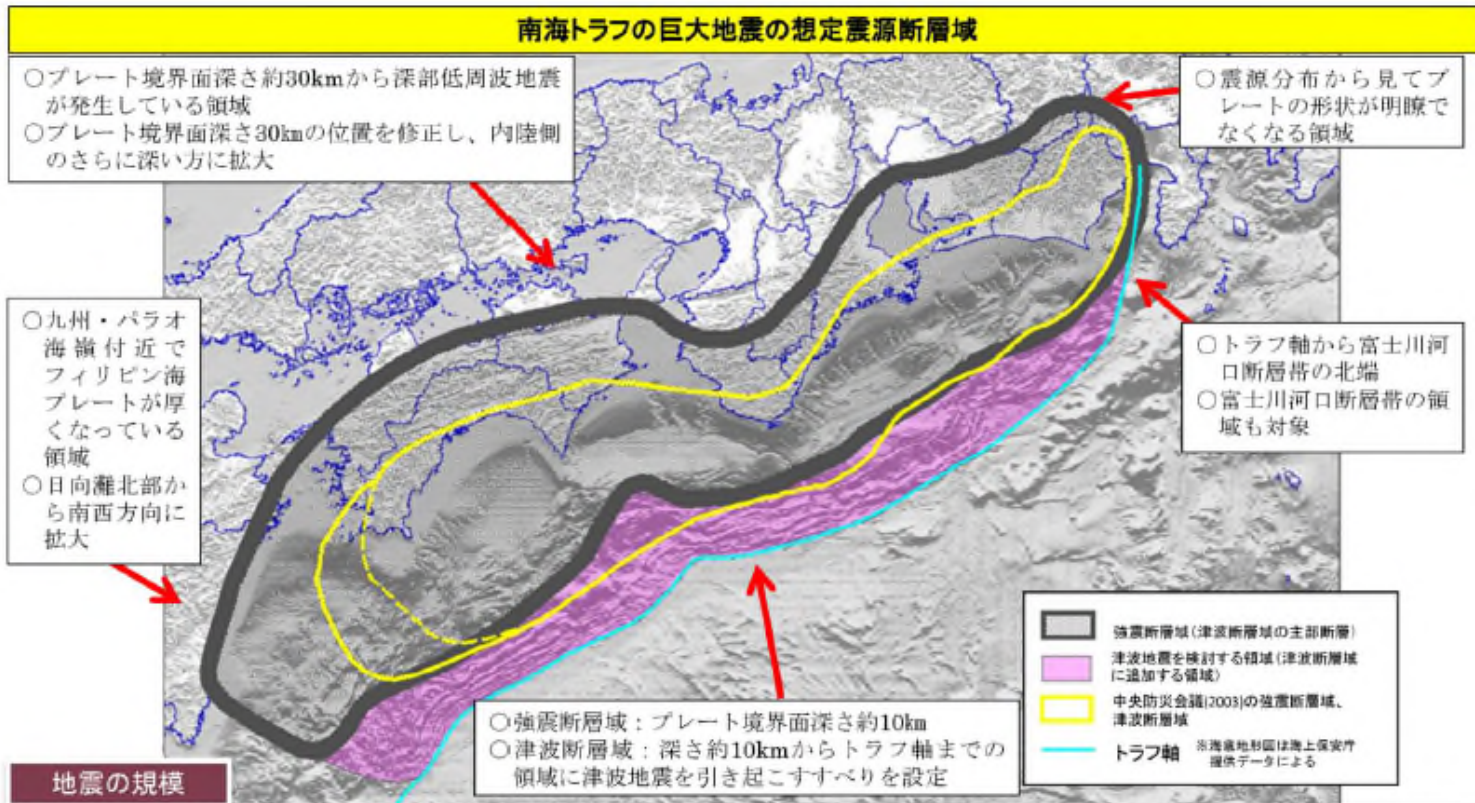 南海トラフの巨大地震の想定震源断層域
○プレート境界面深さ約30kmから深部低周波地震
が発生している領域
○プレート境界面深さ30kmの位置を修正し、内陸側
のさらに深い方に拡大
○震源分布から見てプ
レートの形状が明瞭で
なくなる領域
○九州・パラオ
海嶺付近で
フィリピン海
プレートが厚
くなっている
領域
○日向灘北部か
ら南西方向に
拡大
○トラフ軸から富士川河
口断層帯の北端
○富士川河口断層帯の領
域も対象
○強震断層域：プレート境界面深さ約10km
○津波断層域：深さ約10kmからトラフ軸までの
領域に津波地震を引き起こすすべりを設定
強震断層域(津波断層域の主部断層)
津波地震を検討する領域(津波断層域
に追加する領域)
中央防災会議(2003)の強震断層域、
津波断層域
トラフ軸 ※海底地形図は海上保安庁
提供データによる
地震の規模